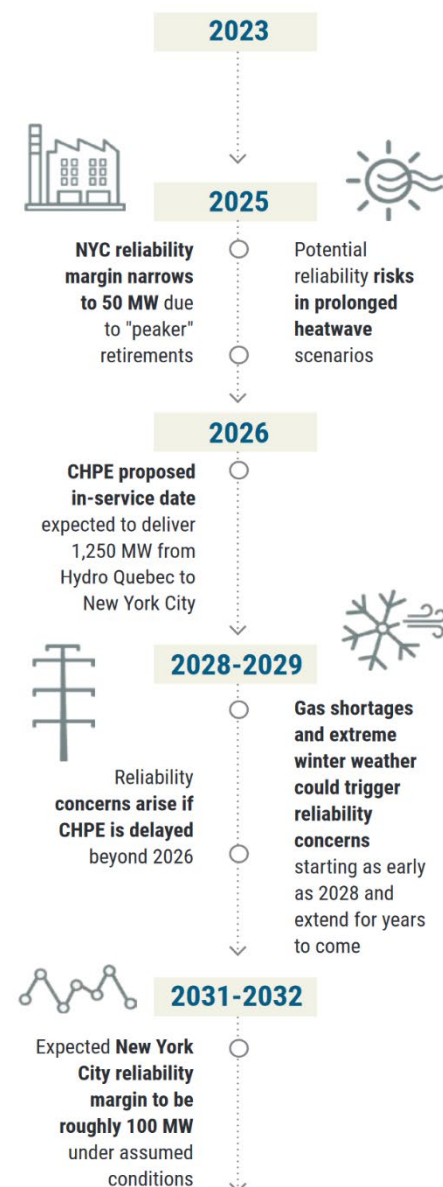 2023
2025
NYC reliability
margin narrows
to 50 MW due
to "peaker"
retirements
Potential
reliability risks
in prolonged
heatwave
scenarios
2026
CHPE proposed
in-service date
expected to deliver
1,250 MW from
Hydro Quebec to
New York City
2028-2029
Gas shortages
and extreme
winter weather
could trigger
reliability
concerns
starting as early
as 2028 and
extend for years
to come
Reliability
concerns arise if
CHPE is delayed
beyond 2026
2031-2032
Expected New York
City reliability
margin to be
roughly 100 MW
under assumed
conditions